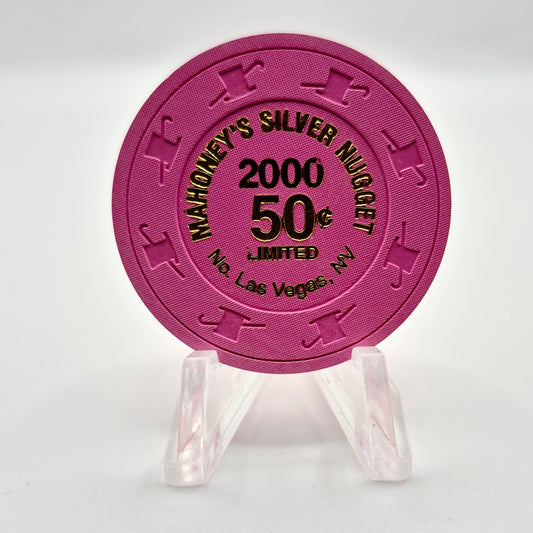 MAHONEY'S SILVER NUGGET
2000
50¢
LIMITED
No. Las Vegas, NV